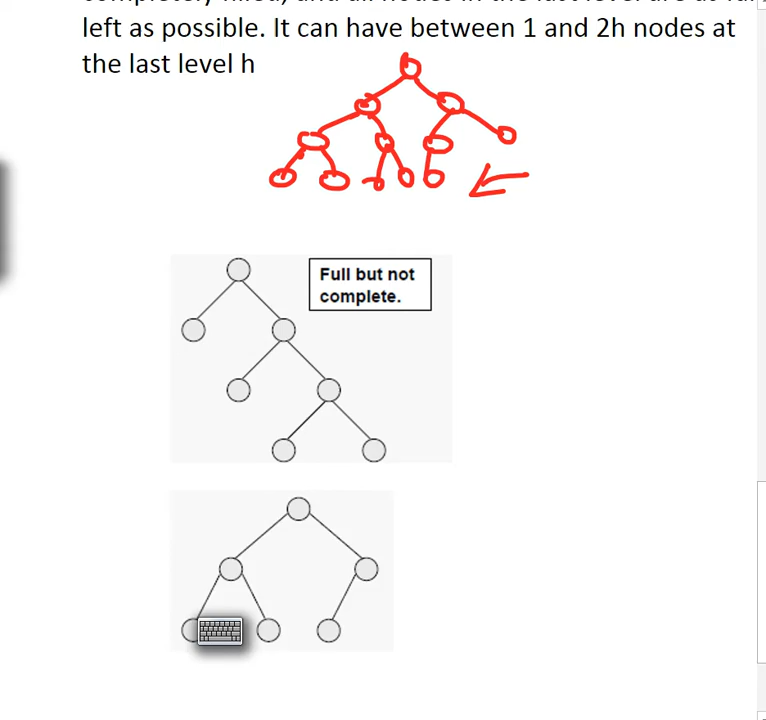 left as possible. It can have between 1 and 2h nodes at
the last level h
Full but not
complete.